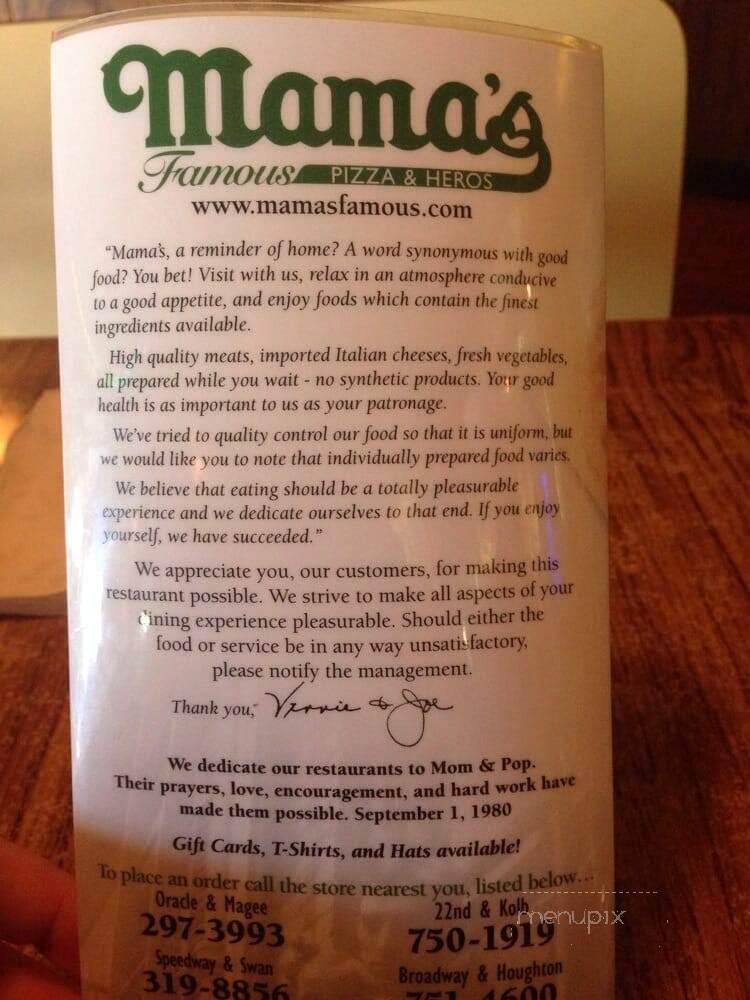 Mama's
Famous PIZZA & HEROS
www.mamasfamous.com
"Mama's, a reminder of home? A word synonymous with good
food? You bet! Visit with us, relax in an atmosphere conducive
to a good appetite, and enjoy foods which contain the finest
ingredients available.
High quality meats, imported Italian cheeses, fresh vegetables,
all prepared while you wait - no synthetic products. Your good
health is as important to us as your patronage.
We've tried to quality control our food so that it is uniform, but
we would like you to note that individually prepared food varies.
We believe that eating should be a totally pleasurable
experience and we dedicate ourselves to that end. If you enjoy
yourself, we have succeeded."
We appreciate you, our customers, for making this
restaurant possible. We strive to make all aspects of your
dining experience pleasurable. Should either the
food or service be in any way unsatisfactory,
please notify the management.
Thank you, Vennie & Joe
We dedicate our restaurants to Mom & Pop.
Their prayers, love, encouragement, and hard work have
made them possible. September 1, 1980
Gift Cards, T-Shirts, and Hats available!
To place an order call the store nearest you, listed below...
Oracle & Magee
297-3993
22nd & Kolb
750-1919
Speedway & Swan
319-8856
Broadway & Houghton
751-4600
menupix